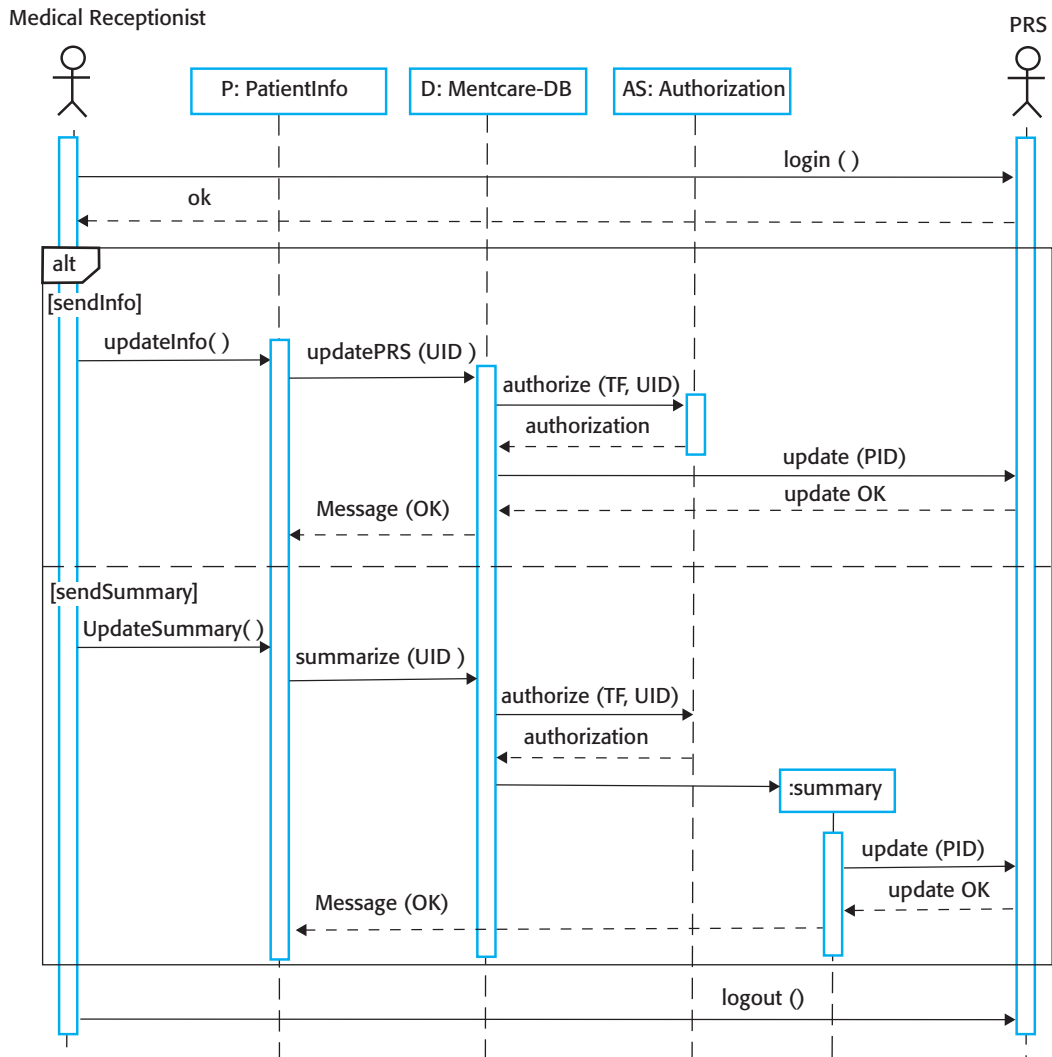 Medical Receptionist
PRS
P: PatientInfo
D: Mentcare-DB
AS: Authorization
login ( )
ok
alt
[sendInfo]
updateInfo( )
updatePRS (UID )
authorize (TF, UID)
authorization
update (PID)
update OK
Message (OK)
[sendSummary]
UpdateSummary( )
summarize (UID )
authorize (TF, UID)
authorization
:summary
update (PID)
update OK
Message (OK)
logout ()